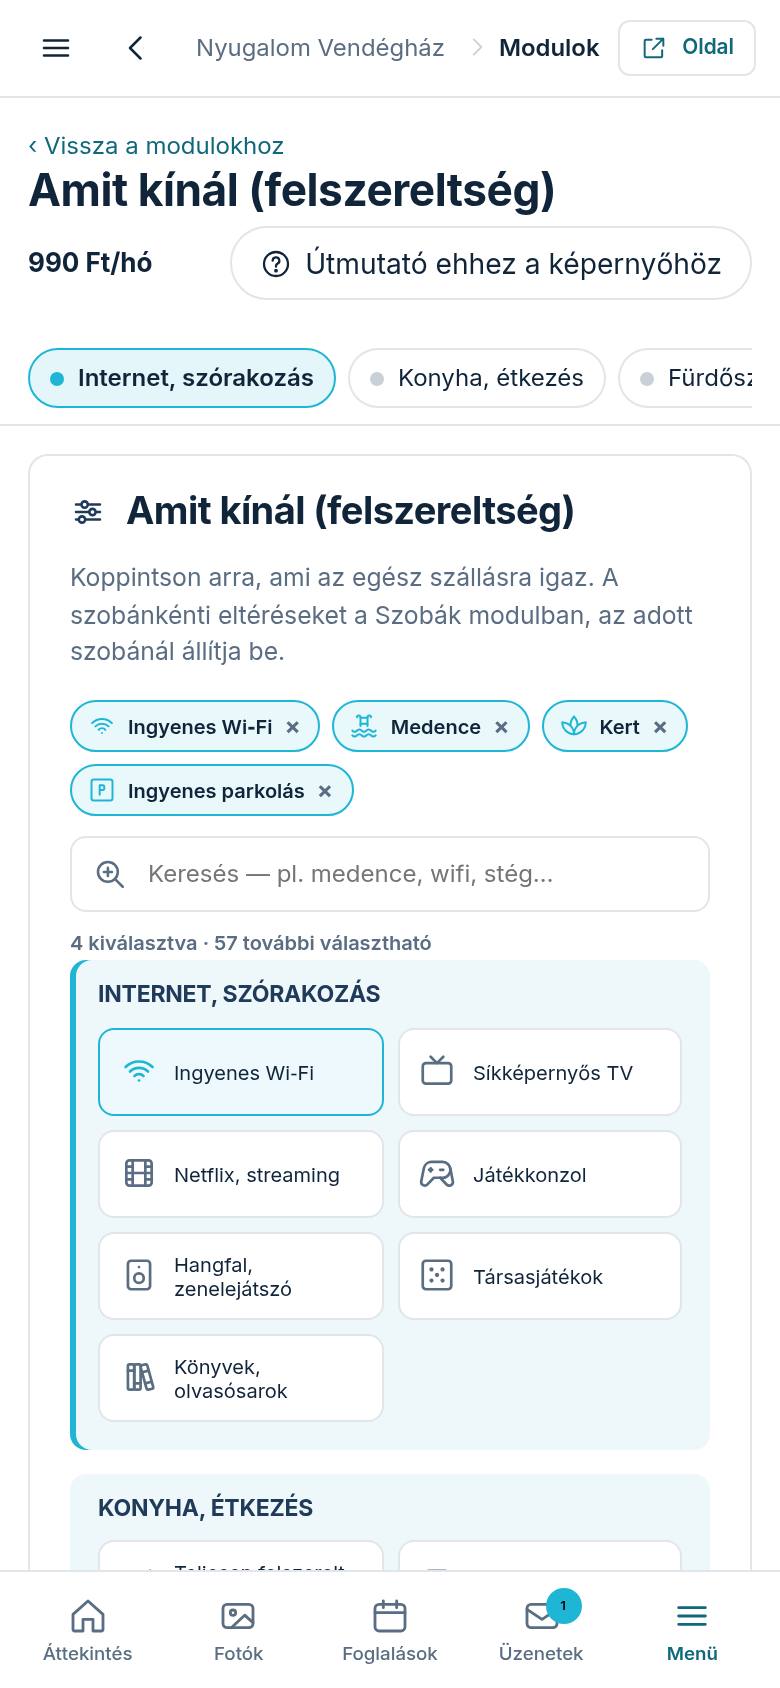 Nyugalom Vendégház
Modulok
Oldal
‹ Vissza a modulokhoz
Amit kínál (felszereltség)
990 Ft/hó
Útmutató ehhez a képernyőhöz
Internet, szórakozás
Konyha, étkezés
Amit kínál (felszereltség)
Koppintson arra, ami az egész szállásra igaz. A
szobánkénti eltéréseket a Szobák modulban, az adott
szobánál állítja be.
Ingyenes Wi-Fi ×
Medence ×
Kert ×
Ingyenes parkolás ×
Keresés — pl. medence, wifi, stég...
4 kiválasztva · 57 további választható
INTERNET, SZÓRAKOZÁS
Ingyenes Wi-Fi
Síkképernyős TV
Netflix, streaming
Játékkonzol
Hangfal,
zenelejátszó
Társasjátékok
Könyvek,
olvasósarok
KONYHA, ÉTKEZÉS
1
Áttekintés
Fotók
Foglalások
Üzenetek
Menü